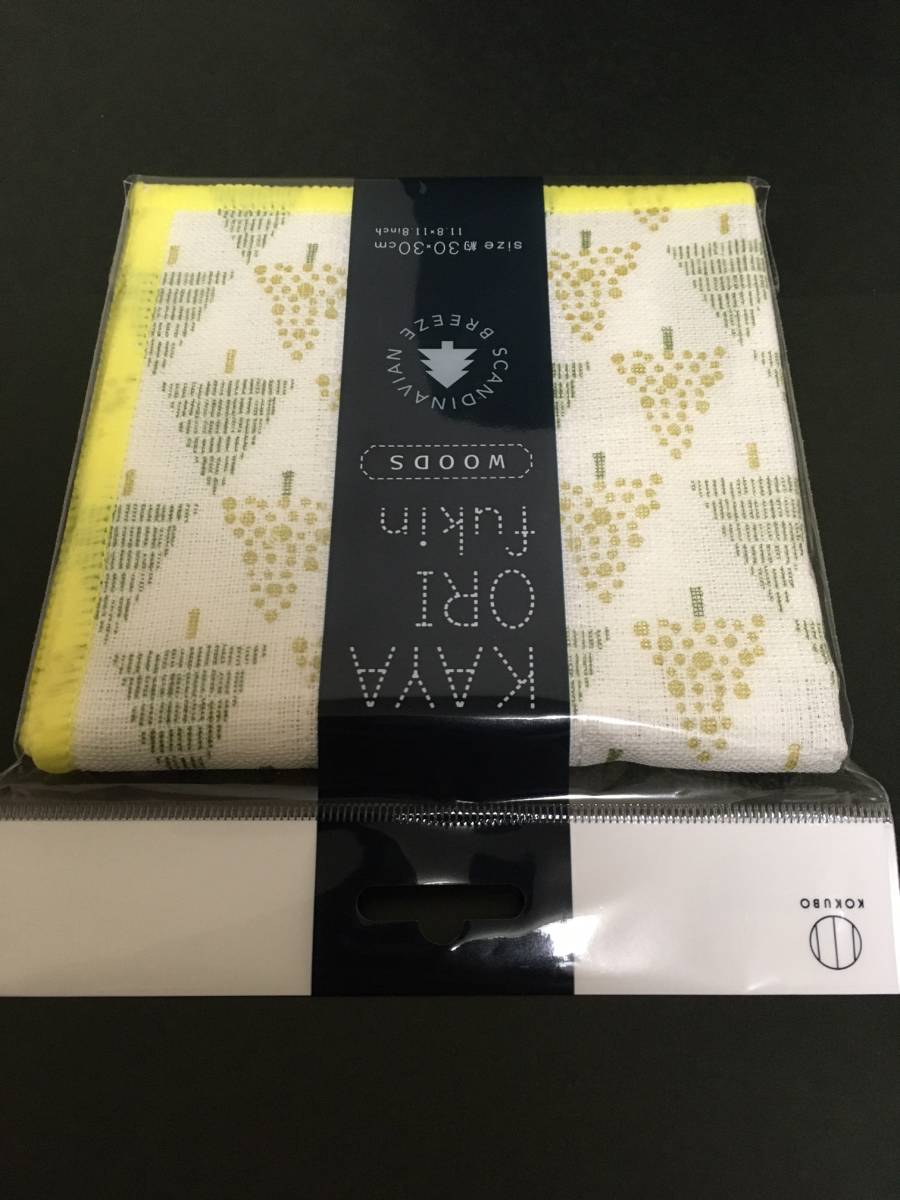 KOKUBO
KAYA
ORI
fukin
WOODS
SCANDINAVIAN BREEZE
size 約30×30cm
11.8×11.8inch